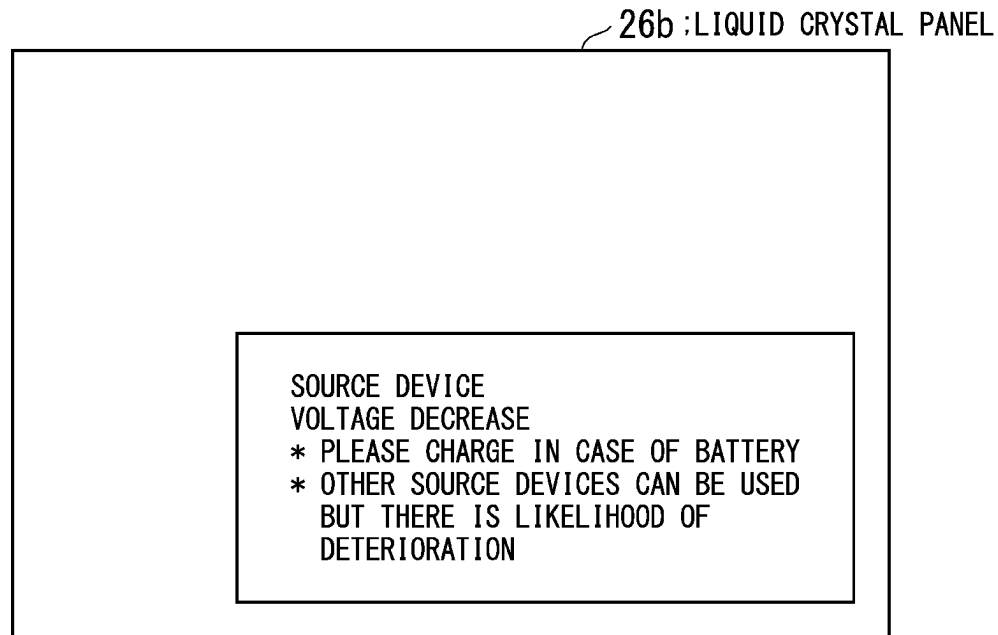 26b ;LIQUID CRYSTAL PANEL
SOURCE DEVICE
VOLTAGE DECREASE
* PLEASE CHARGE IN CASE OF BATTERY
* OTHER SOURCE DEVICES CAN BE USED
BUT THERE IS LIKELIHOOD OF
DETERIORATION